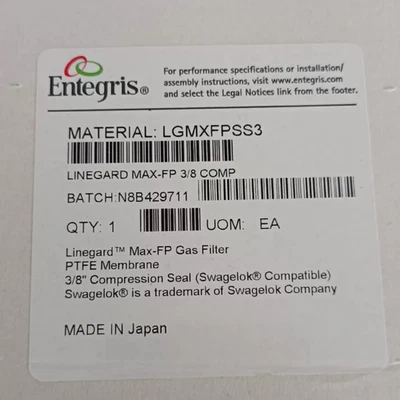 Entegris®
For performance specifications or installation/
assembly instructions, visit www.entegris.com
and select the Legal Notices link from the footer.
MATERIAL: LGMXFPSS3
LINEGARD MAX-FP 3/8 COMP
BATCH:N8B429711
QTY: 1 UOM: EA
Linegard™ Max-FP Gas Filter
PTFE Membrane
3/8" Compression Seal (Swagelok® Compatible)
Swagelok® is a trademark of Swagelok Company
MADE IN Japan